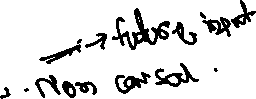 → future input
∴ Non causal.